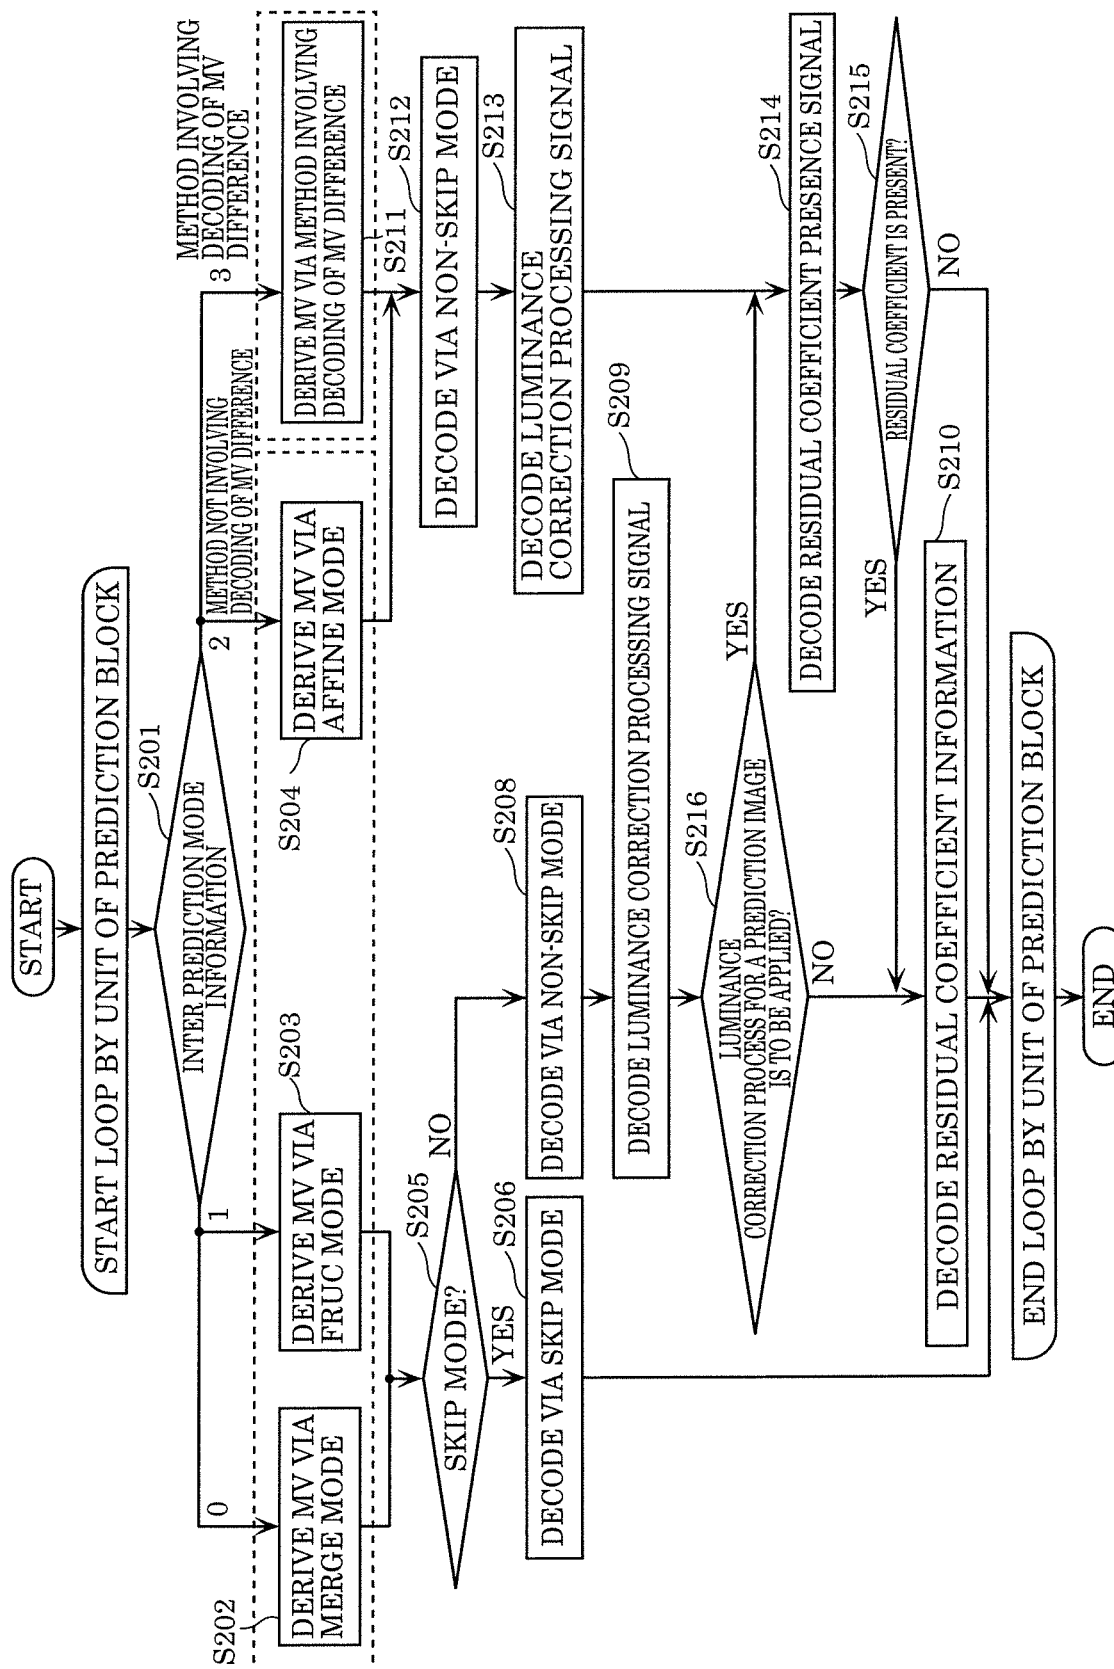 START
START LOOP BY UNIT OF PREDICTION BLOCK
S201
INTER PREDICTION MODE
INFORMATION
0
1
2
3
METHOD NOT INVOLVING
DECODING OF MV DIFFERENCE
METHOD INVOLVING
DECODING OF MV
DIFFERENCE
S202
DERIVE MV VIA
MERGE MODE
S203
DERIVE MV VIA
FRUC MODE
S204
DERIVE MV VIA
AFFINE MODE
DERIVE MV VIA METHOD INVOLVING
DECODING OF MV DIFFERENCE
S211
S205
SKIP MODE?
YES
NO
S212
DECODE VIA NON-SKIP MODE
S206
DECODE VIA SKIP MODE
S208
DECODE VIA NON-SKIP MODE
S213
DECODE LUMINANCE
CORRECTION PROCESSING SIGNAL
S209
DECODE LUMINANCE CORRECTION PROCESSING SIGNAL
S216
LUMINANCE
CORRECTION PROCESS FOR A PREDICTION IMAGE
IS TO BE APPLIED?
YES
NO
S214
DECODE RESIDUAL COEFFICIENT PRESENCE SIGNAL
S215
RESIDUAL COEFFICIENT IS PRESENT?
YES
NO
S210
DECODE RESIDUAL COEFFICIENT INFORMATION
END LOOP BY UNIT OF PREDICTION BLOCK
END